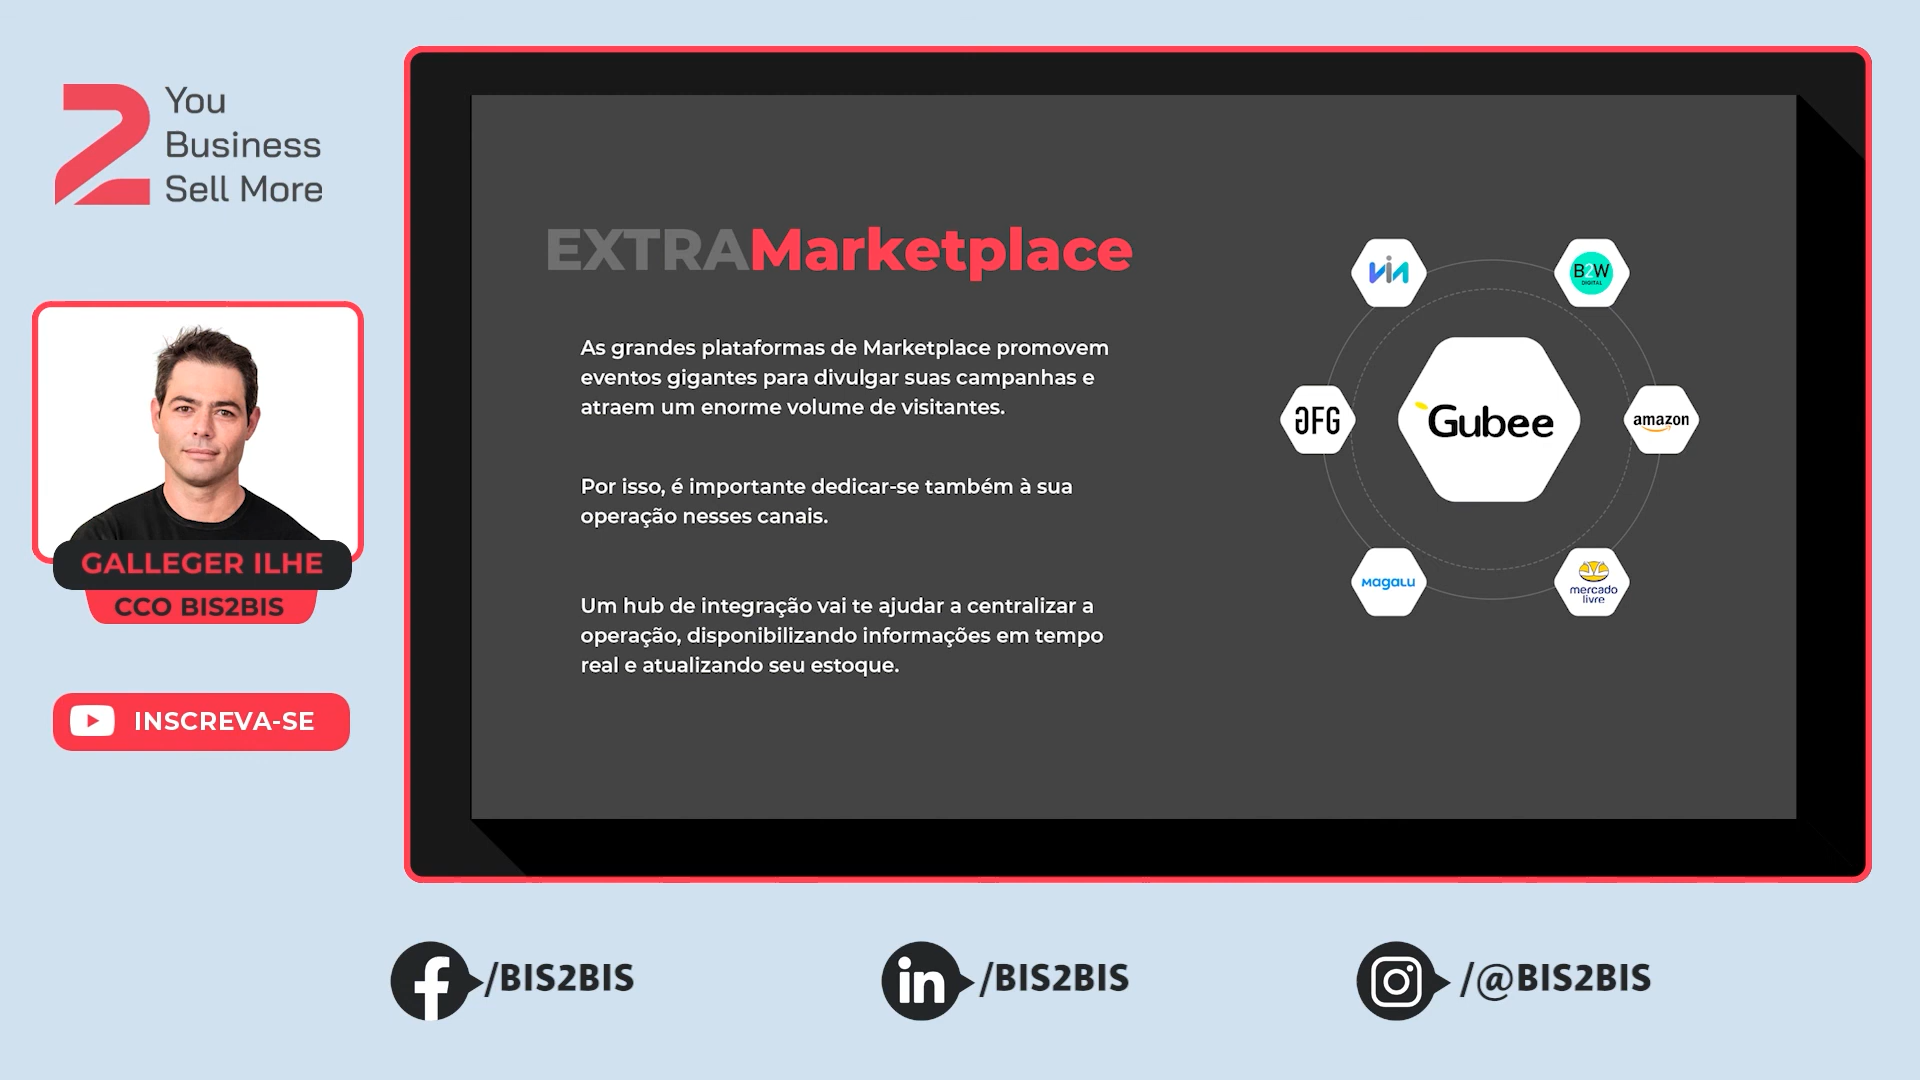 2
You
Business
Sell More
GALLEGER ILHE
CCO BIS2BIS
INSCREVA-SE
EXTRAMarketplace
As grandes plataformas de Marketplace promovem
eventos gigantes para divulgar suas campanhas e
atraem um enorme volume de visitantes.
Por isso, é importante dedicar-se também à sua
operação nesses canais.
Um hub de integração vai te ajudar a centralizar a
operação, disponibilizando informações em tempo
real e atualizando seu estoque.
via
B2W
DIGITAL
GFG
Gubee
amazon
magalu
mercado
livre
/BIS2BIS
in
/BIS2BIS
/@BIS2BIS